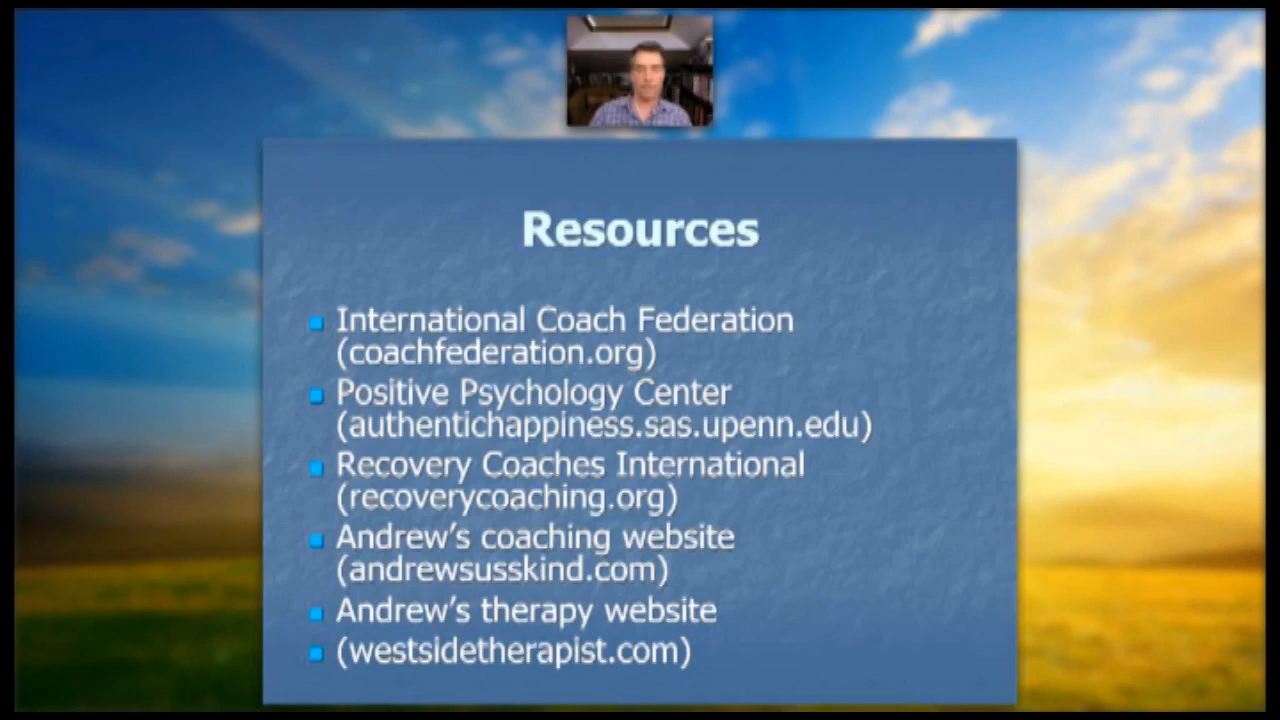 Resources
International Coach Federation
(coachfederation.org)
Positive Psychology Center
(authentichappiness.sas.upenn.edu)
Recovery Coaches International
(recoverycoaching.org)
Andrew’s coaching website
(andrewsusskind.com)
Andrew’s therapy website
(westsidetherapist.com)